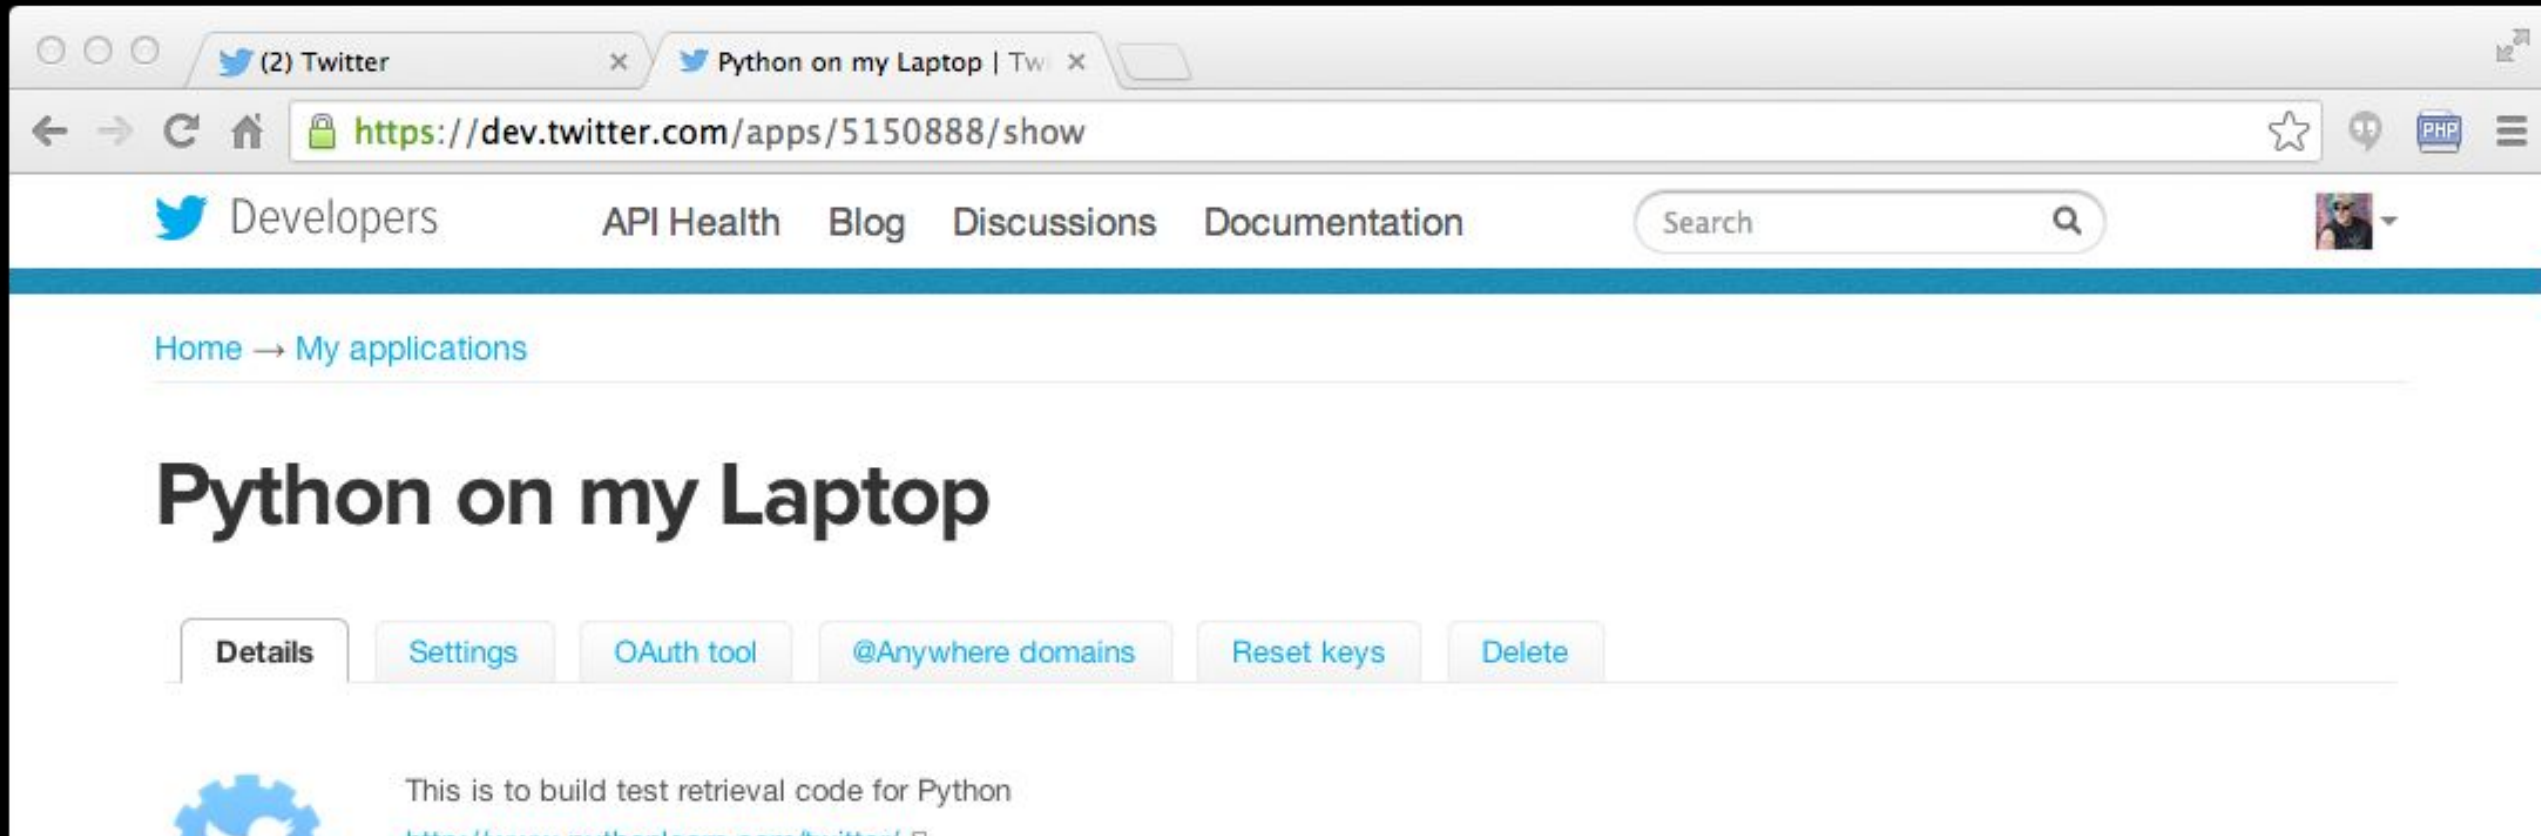 (2) Twitter
Python on my Laptop | Tw
https://dev.twitter.com/apps/5150888/show
PHP
Developers API Health Blog Discussions Documentation Search
Home → My applications
Python on my Laptop
Details Settings OAuth tool @Anywhere domains Reset keys Delete
This is to build test retrieval code for Python